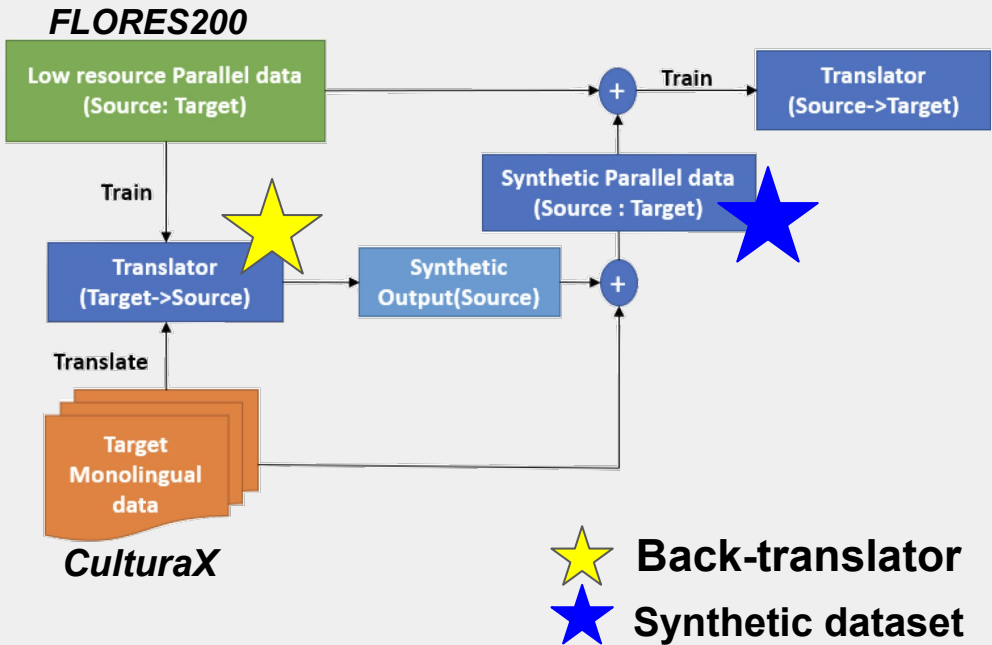 FLORES200
Low resource Parallel data
(Source: Target)
+
Train
Translator
(Source->Target)
Train
Synthetic Parallel data
(Source : Target)
Translator
(Target->Source)
Synthetic
Output(Source)
+
Translate
Target
Monolingual
data
CulturaX
Back-translator
Synthetic dataset